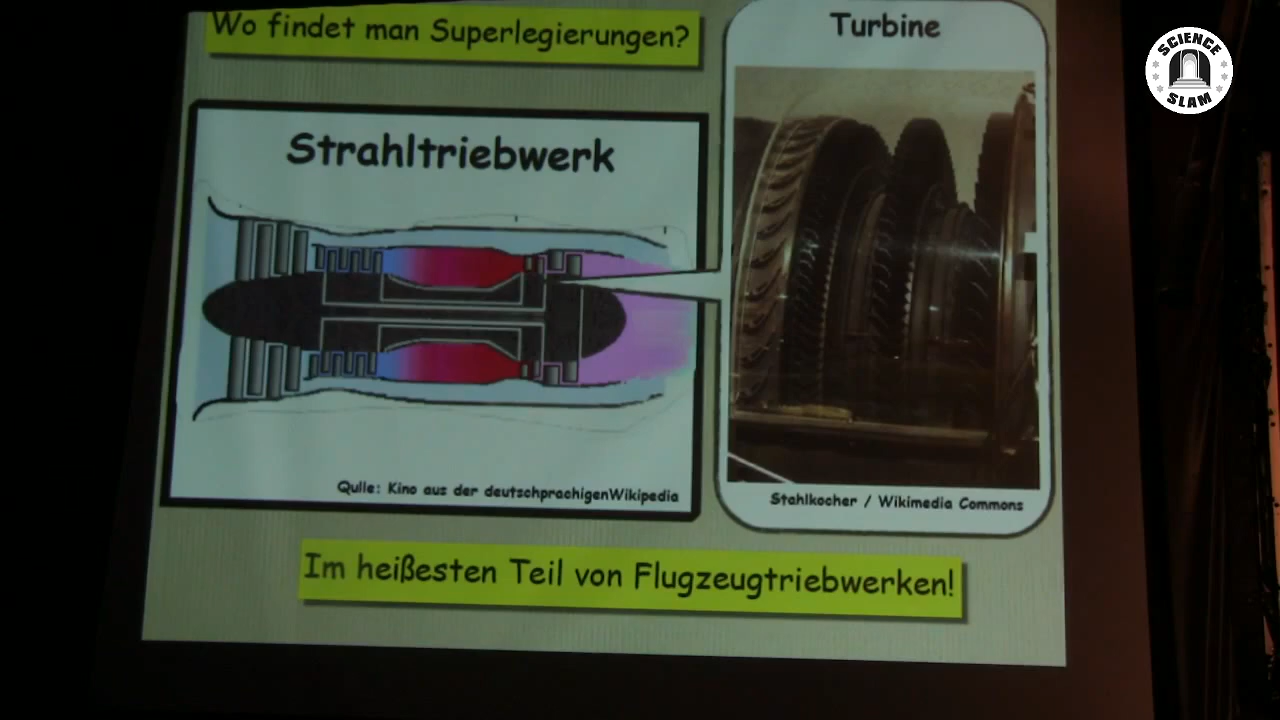 Wo findet man Superlegierungen?
Turbine
SCIENCE
SLAM
Strahltriebwerk
Qulle: Kino aus der deutschprachigenWikipedia
Stahlkocher / Wikimedia Commons
Im heißesten Teil von Flugzeugtriebwerken!